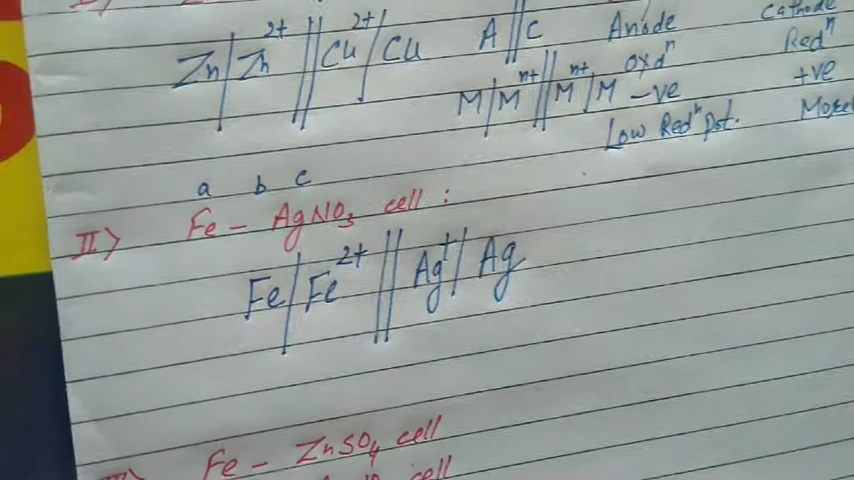 Cathode
Zn | Zn²⁺ || Cu²⁺ | Cu A || C Anode Redⁿ
M | Mⁿ⁺ || Mⁿ⁺ | M oxdⁿ +ve
-ve
Low Redⁿ Pot.
a b c
II> Fe - AgNO₃ cell :
Fe | Fe²⁺ || Ag⁺ | Ag
Fe - ZnSO₄ cell
cell